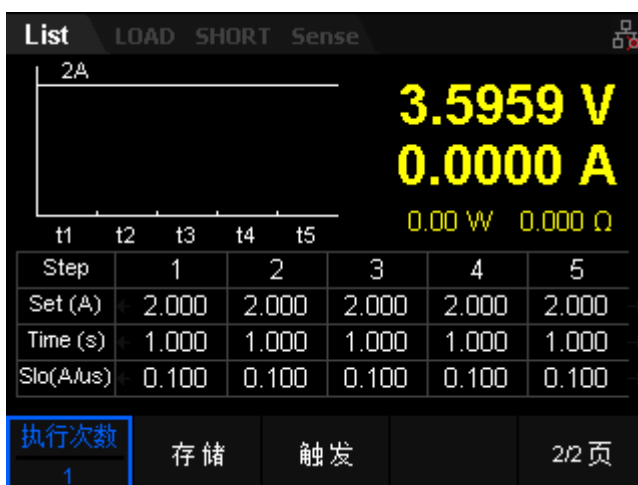 List LOAD SHORT Sense
2A
3.5959 V
0.0000 A
0.00 W 0.000 Ω
t1 t2 t3 t4 t5
Step 1 2 3 4 5
Set (A) 2.000 2.000 2.000 2.000 2.000
Time (s) 1.000 1.000 1.000 1.000 1.000
Slo(A/us) 0.100 0.100 0.100 0.100 0.100
执行次数 存储 触发 2/2 页
1